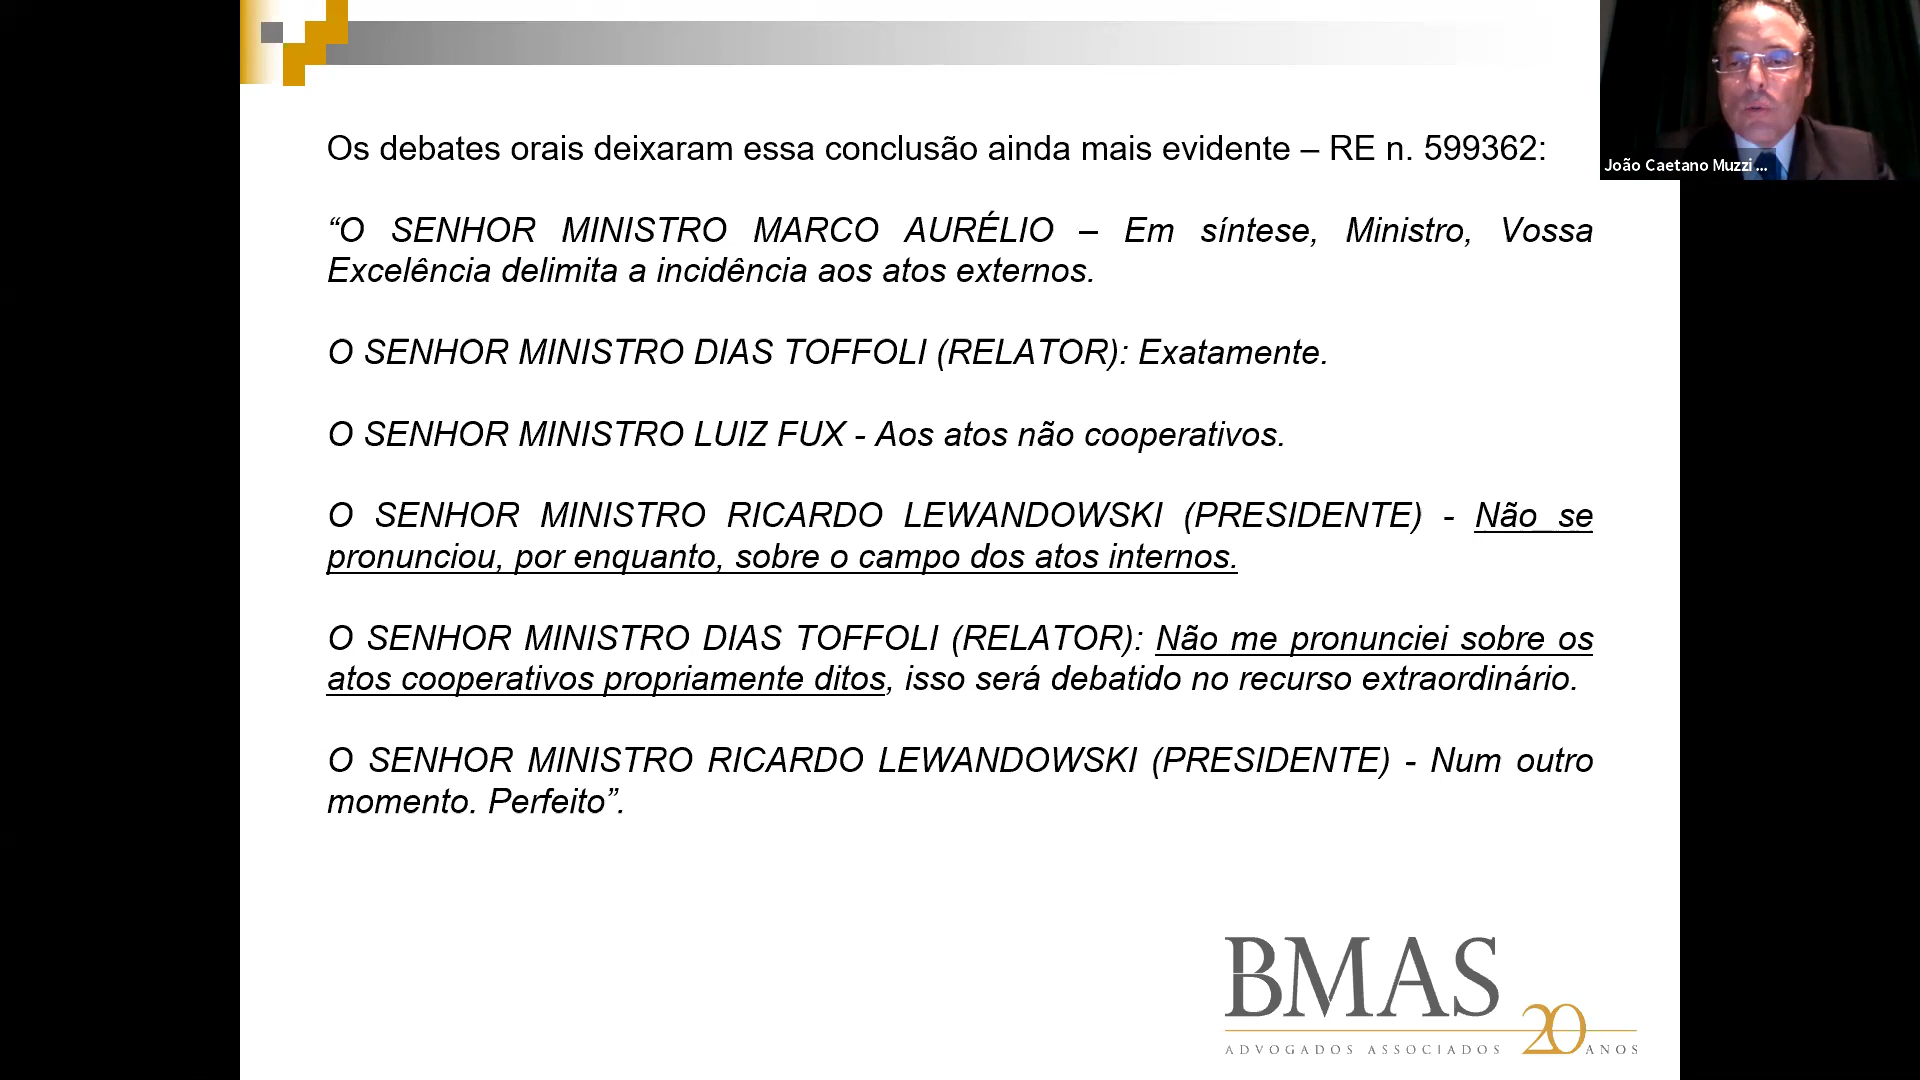 Os debates orais deixaram essa conclusão ainda mais evidente – RE n. 599362:
“O SENHOR MINISTRO MARCO AURÉLIO – Em síntese, Ministro, Vossa
Excelência delimita a incidência aos atos externos.
O SENHOR MINISTRO DIAS TOFFOLI (RELATOR): Exatamente.
O SENHOR MINISTRO LUIZ FUX - Aos atos não cooperativos.
O SENHOR MINISTRO RICARDO LEWANDOWSKI (PRESIDENTE) - Não se
pronunciou, por enquanto, sobre o campo dos atos internos.
O SENHOR MINISTRO DIAS TOFFOLI (RELATOR): Não me pronunciei sobre os
atos cooperativos propriamente ditos, isso será debatido no recurso extraordinário.
O SENHOR MINISTRO RICARDO LEWANDOWSKI (PRESIDENTE) - Num outro
momento. Perfeito”.
João Caetano Muzzi ...
BMAS
ADVOGADOS ASSOCIADOS 20 ANOS